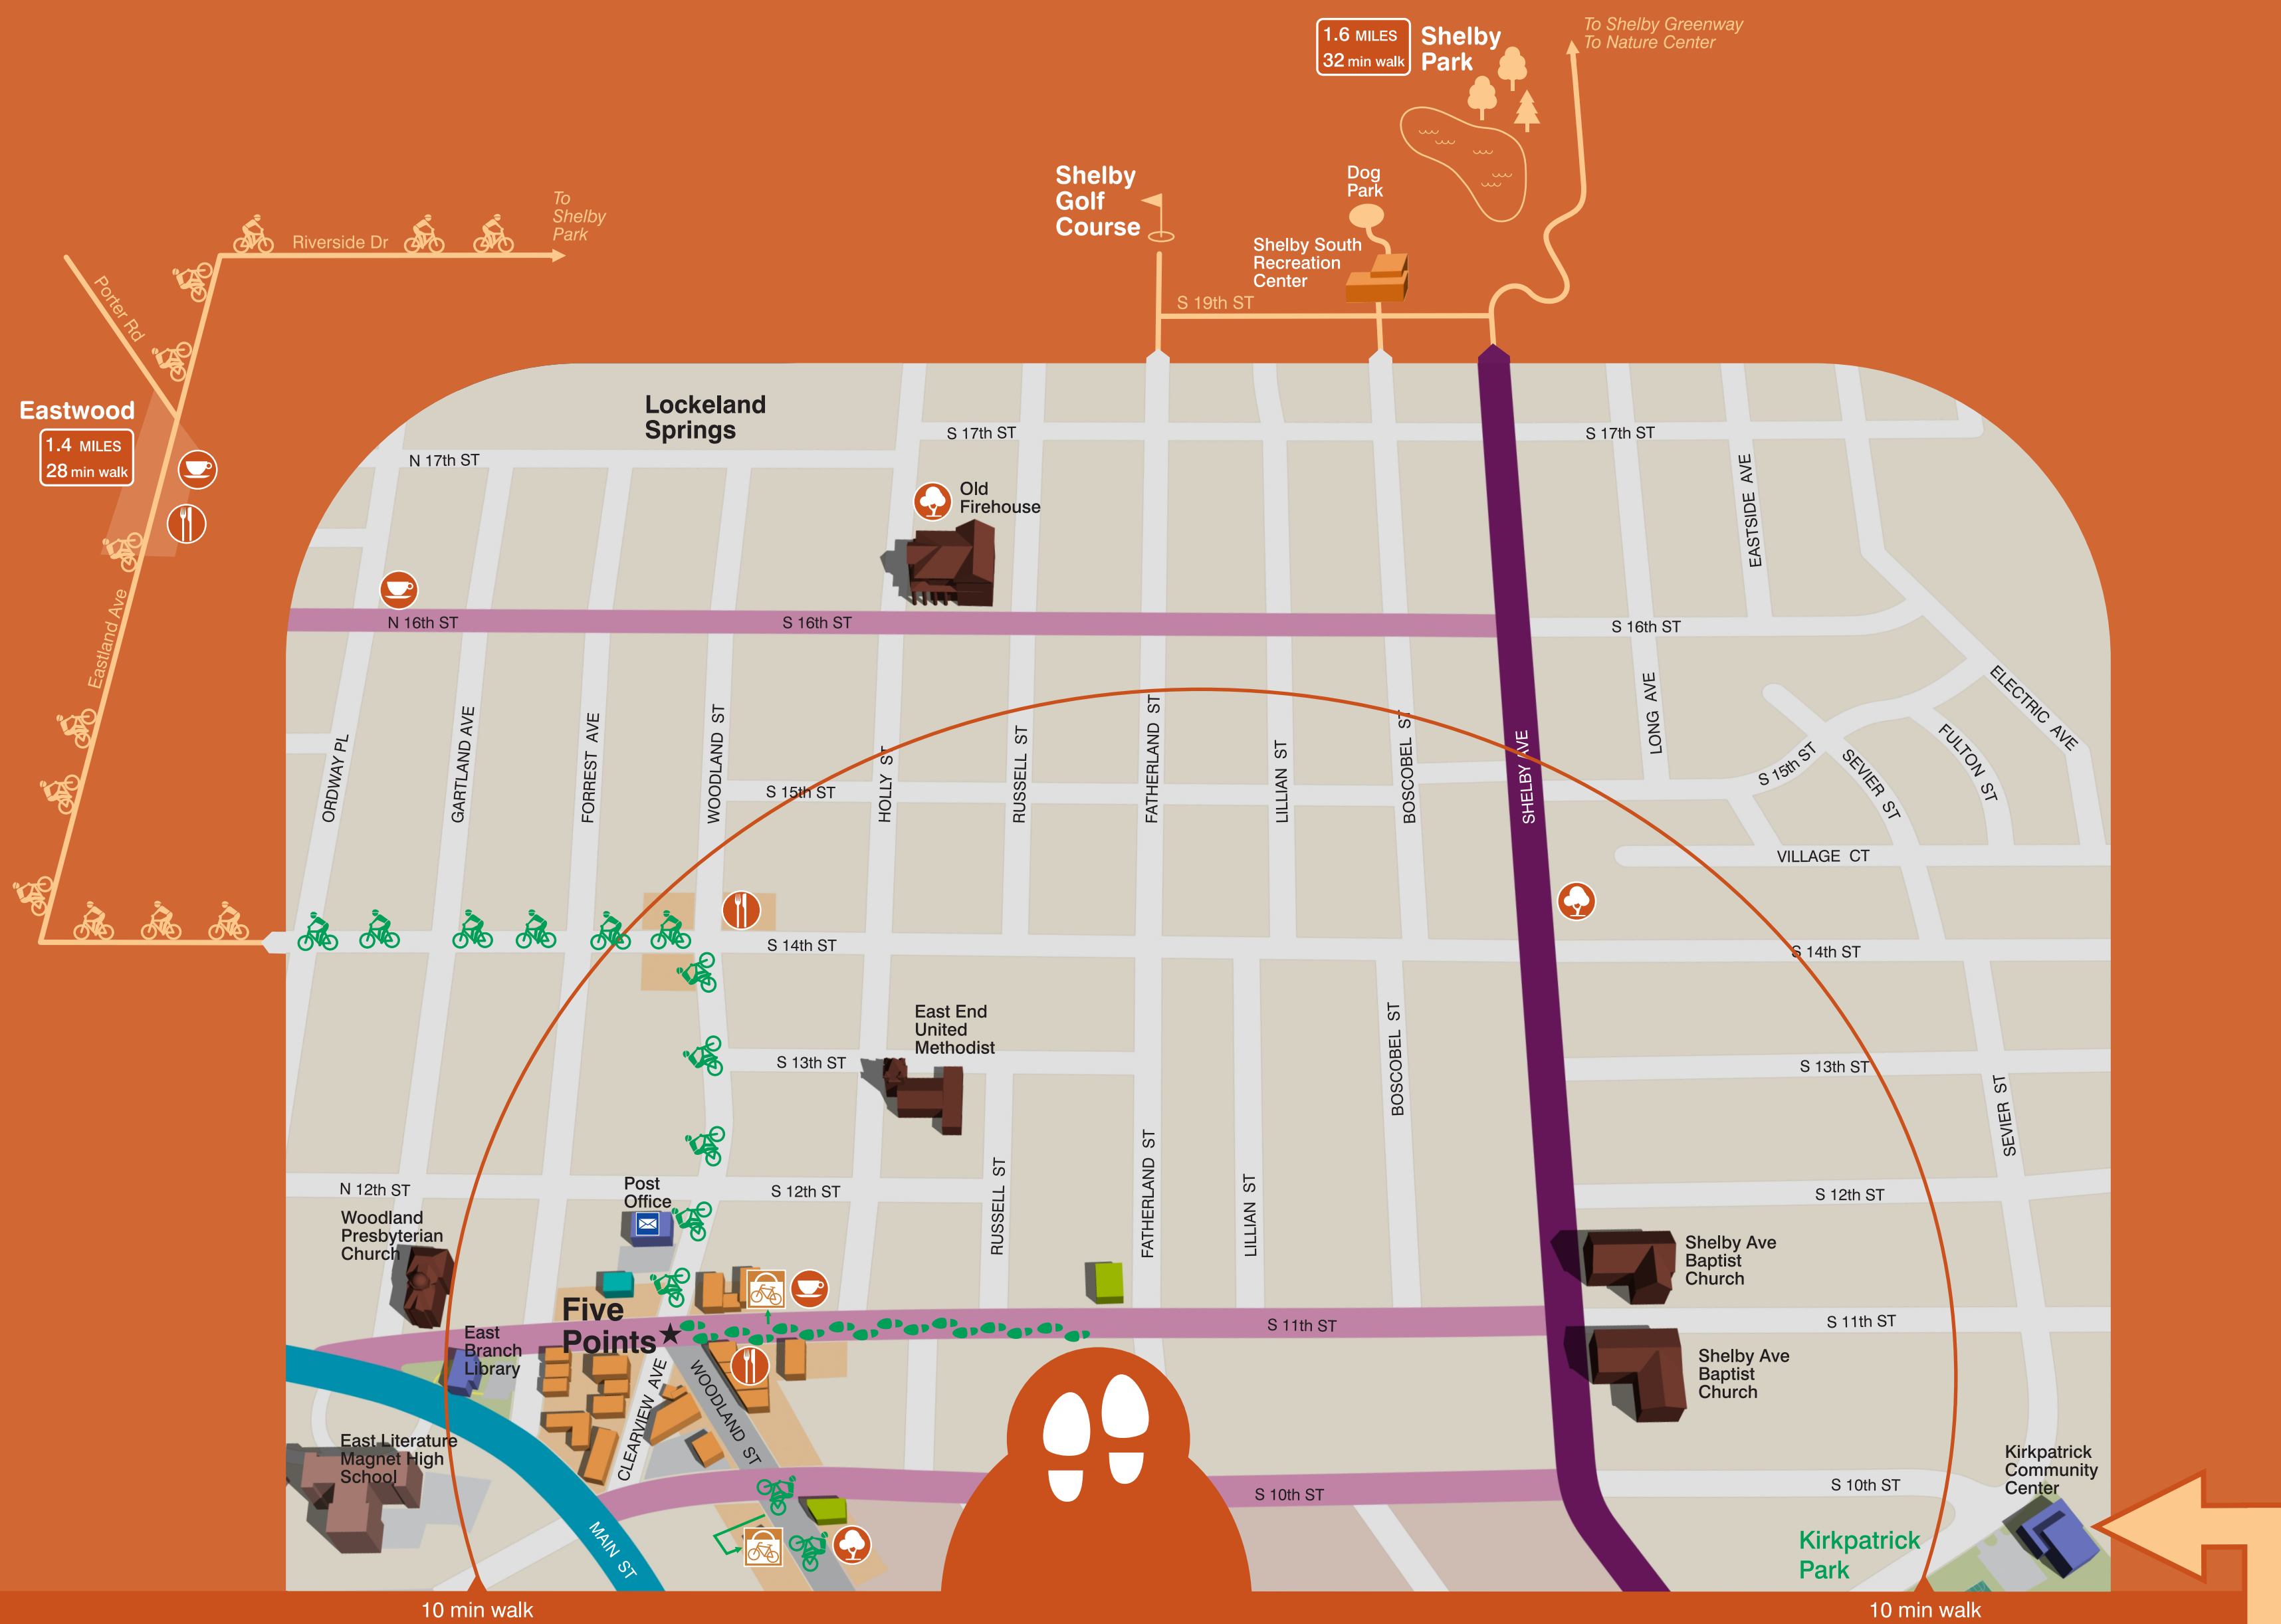 To Shelby Greenway
To Nature Center
1.6 MILES
32 min walk
Shelby
Park
Dog
Park
Shelby
Golf
Course
Shelby South
Recreation
Center
S 19th ST
To
Shelby
Park
Riverside Dr
Porter Rd
Eastwood
1.4 MILES
28 min walk
Eastland Ave
Lockeland
Springs
N 17th ST
S 17th ST
S 17th ST
Old
Firehouse
EASTSIDE AVE
N 16th ST
S 16th ST
S 16th ST
ORDWAY PL
GARTLAND AVE
FORREST AVE
WOODLAND ST
HOLLY ST
RUSSELL ST
FATHERLAND ST
LILLIAN ST
BOSCOBEL ST
SHELBY AVE
LONG AVE
ELECTRIC AVE
FULTON ST
SEVIER ST
S 15th ST
S 15th ST
VILLAGE CT
S 14th ST
S 14th ST
East End
United
Methodist
S 13th ST
S 13th ST
BOSCOBEL ST
SEVIER ST
N 12th ST
S 12th ST
S 12th ST
Post
Office
RUSSELL ST
FATHERLAND ST
LILLIAN ST
Woodland
Presbyterian
Church
Shelby Ave
Baptist
Church
Five
Points
S 11th ST
S 11th ST
East
Branch
Library
CLEARVIEW AVE
WOODLAND ST
Shelby Ave
Baptist
Church
East Literature
Magnet High
School
MAIN ST
S 10th ST
S 10th ST
Kirkpatrick
Community
Center
Kirkpatrick
Park
10 min walk
10 min walk